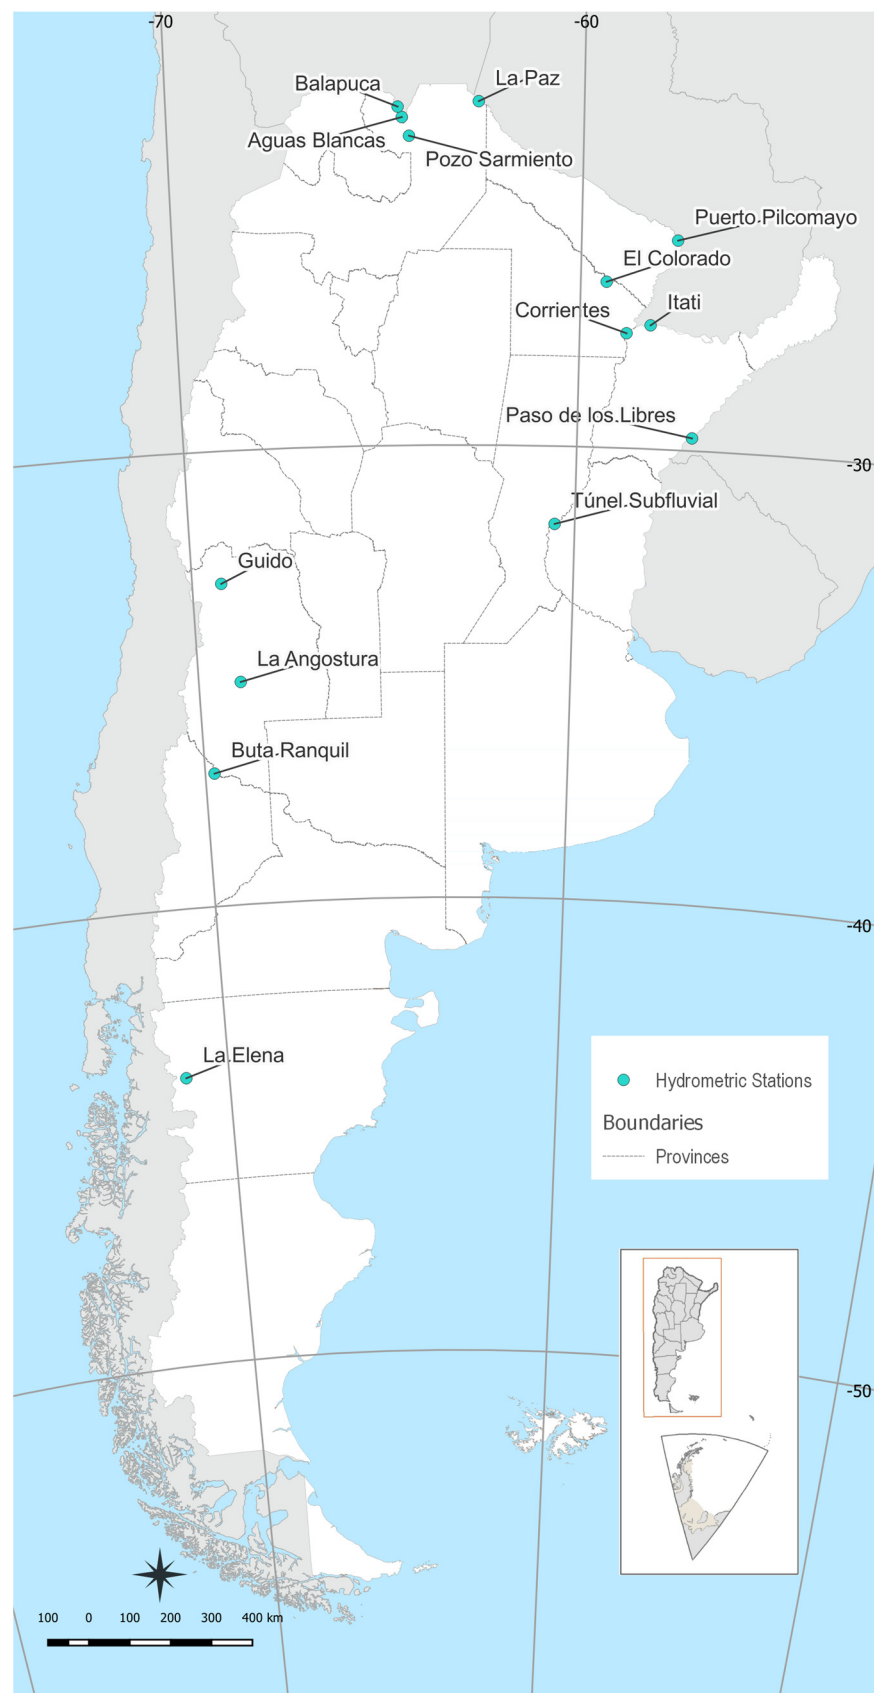 -70
-60
La Paz
Balapuca
Aguas Blancas
Pozo Sarmiento
Puerto Pilcomayo
El Colorado
Itati
Corrientes
Paso de los Libres
-30
Túnel Subfluvial
Guido
La Angostura
Buta Ranquil
-40
La Elena
Hydrometric Stations
Boundaries
Provinces
-50
100 0 100 200 300 400 km